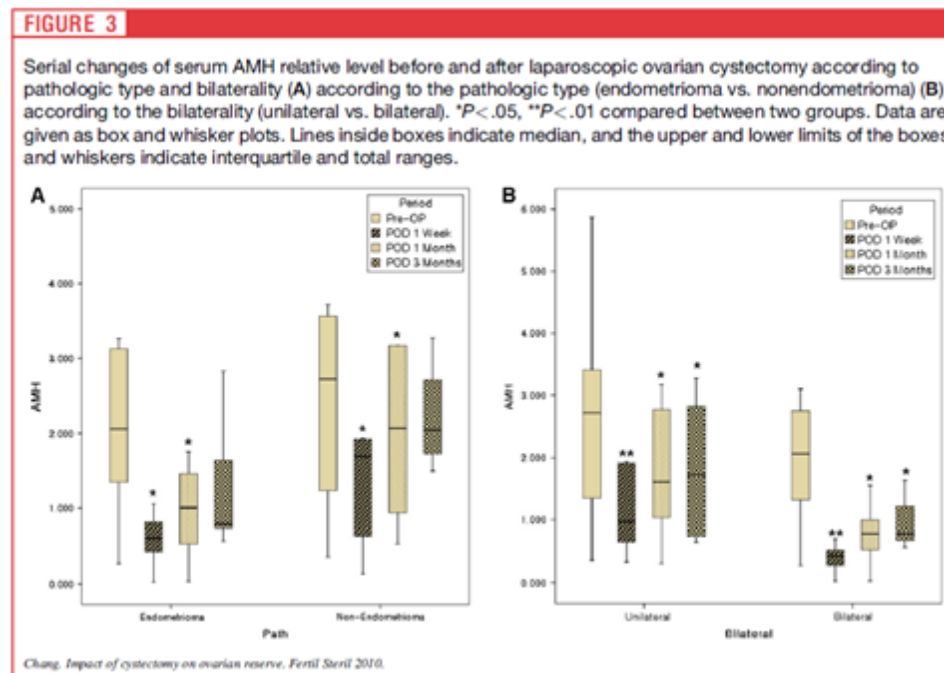 FIGURE 3
Serial changes of serum AMH relative level before and after laparoscopic ovarian cystectomy according to
pathologic type and bilaterality (A) according to the pathologic type (endometrioma vs. nonendometrioma) (B)
according to the bilaterality (unilateral vs. bilateral). *P<.05, **P<.01 compared between two groups. Data are
given as box and whisker plots. Lines inside boxes indicate median, and the upper and lower limits of the boxes
and whiskers indicate interquartile and total ranges.
A
5.000
4.000
3.000
2.000
1.000
0.000
AMH
Period
Pre-OP
POD 1 Week
POD 1 Month
POD 3 Months
*
*
*
*
Endometrioma
Non-Endometrioma
Path
B
6.000
5.000
4.000
3.000
2.000
1.000
0.000
AMH
Period
Pre-OP
POD 1 Week
POD 1 Month
POD 3 Months
**
*
*
**
*
*
Unilateral
Bilateral
Bilateral
Chang. Impact of cystectomy on ovarian reserve. Fertil Steril 2010.